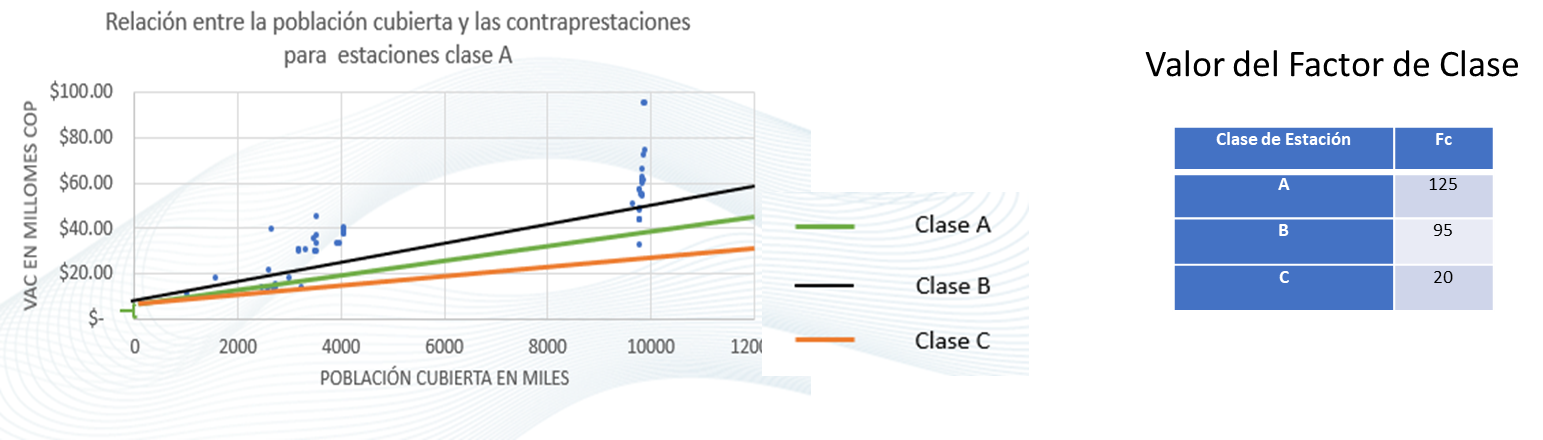 Relación entre la población cubierta y las contraprestaciones
para estaciones clase A
VAC EN MILLOMES COP
$100.00
$80.00
$60.00
$40.00
$20.00
$-
0 2000 4000 6000 8000 10000 1200
POBLACIÓN CUBIERTA EN MILES
Clase A
Clase B
Clase C
Valor del Factor de Clase
Clase de Estación Fc
A 125
B 95
C 20